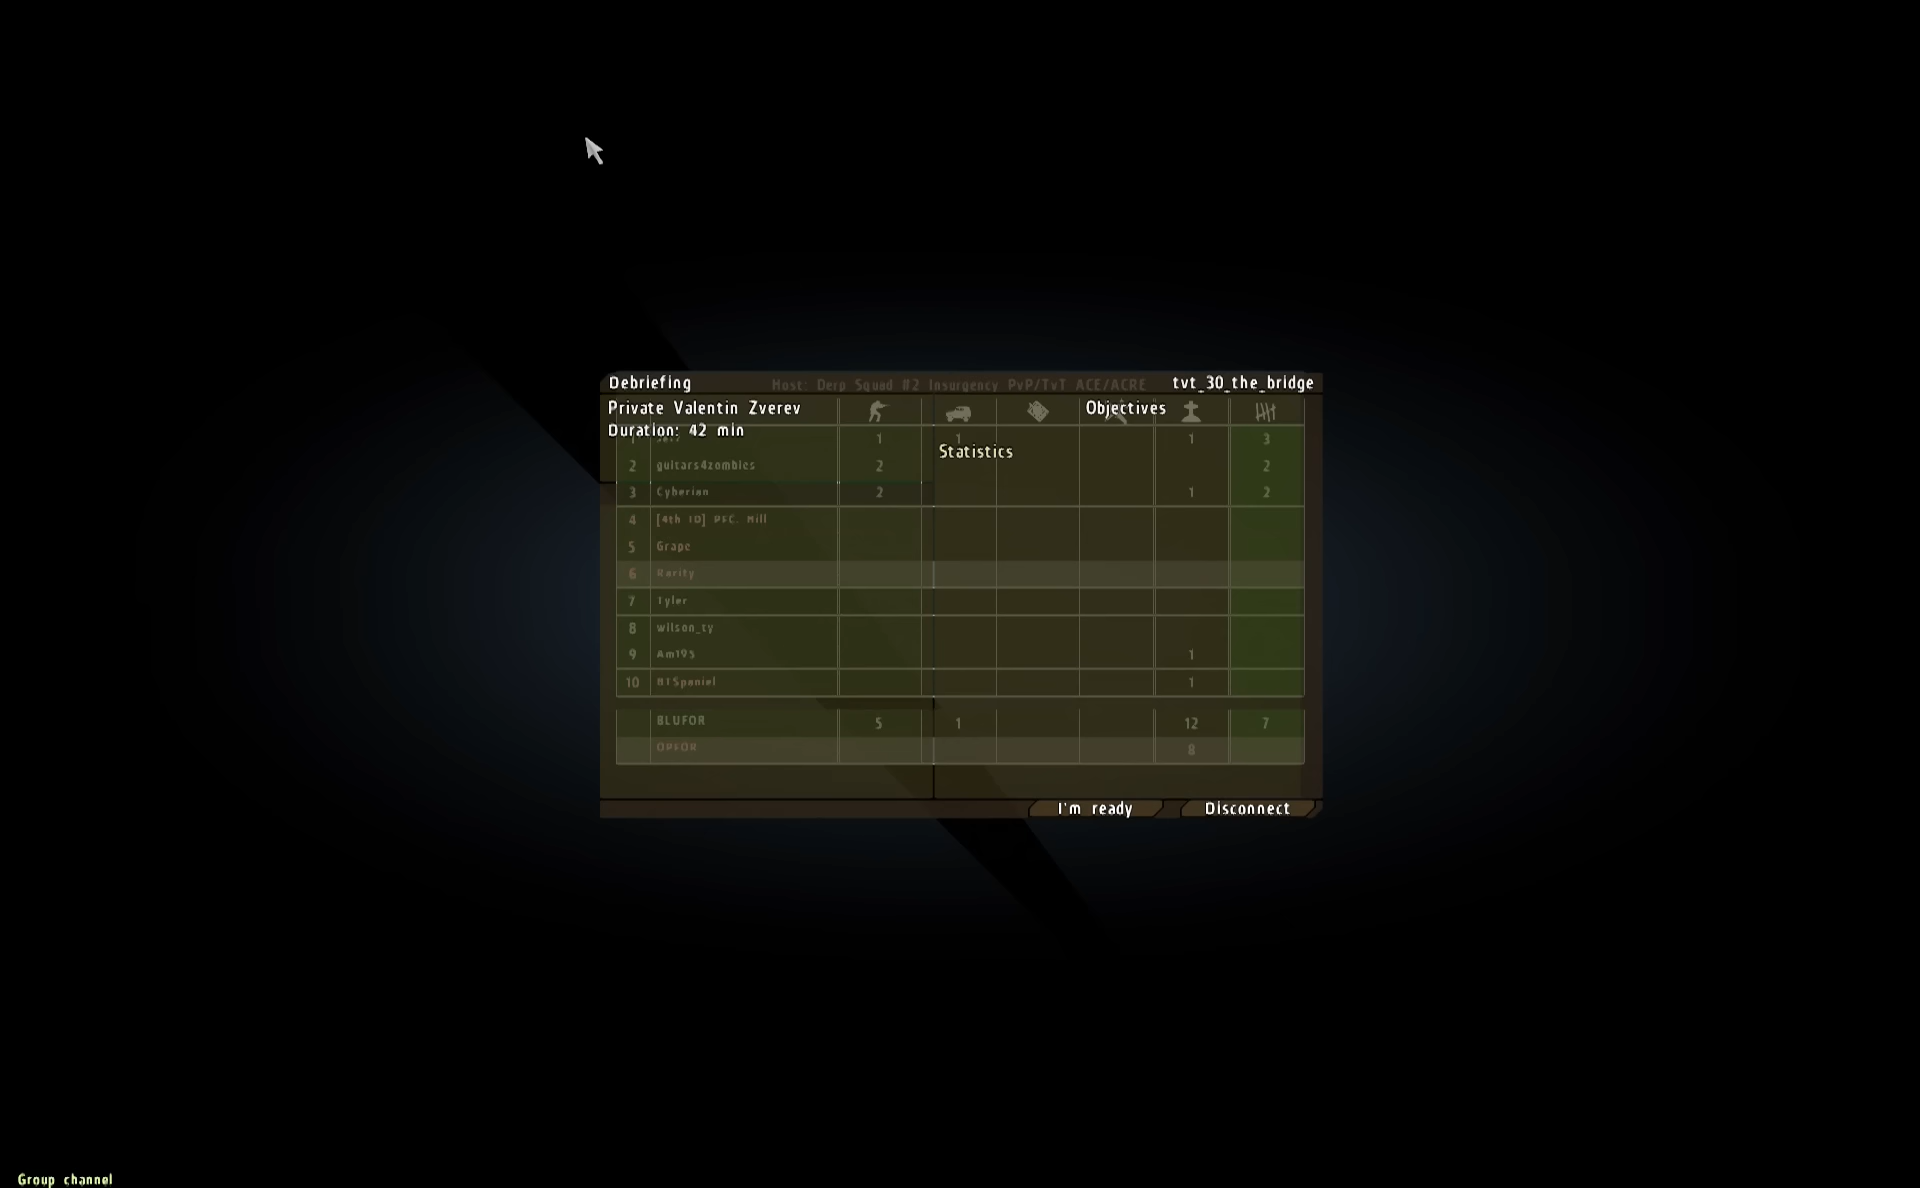 Debriefing Host: Derp Squad #2 Insurgency PvP/TvT ACE/ACRE tvt_30_the_bridge
Private Valentin Zverev Objectives
Duration: 42 min
1 1 1 1 3
Statistics
2 guitars4zombies 2 2
3 Cyberian 2 1 2
4 [4th ID] PFC. Hill
5 Grape
6 Rarity
7 Tyler
8 wilson_ty
9 Am193 1
10 Spaniel 1
BLUFOR 5 1 12 7
OPFOR 8
I'm ready Disconnect
Group channel